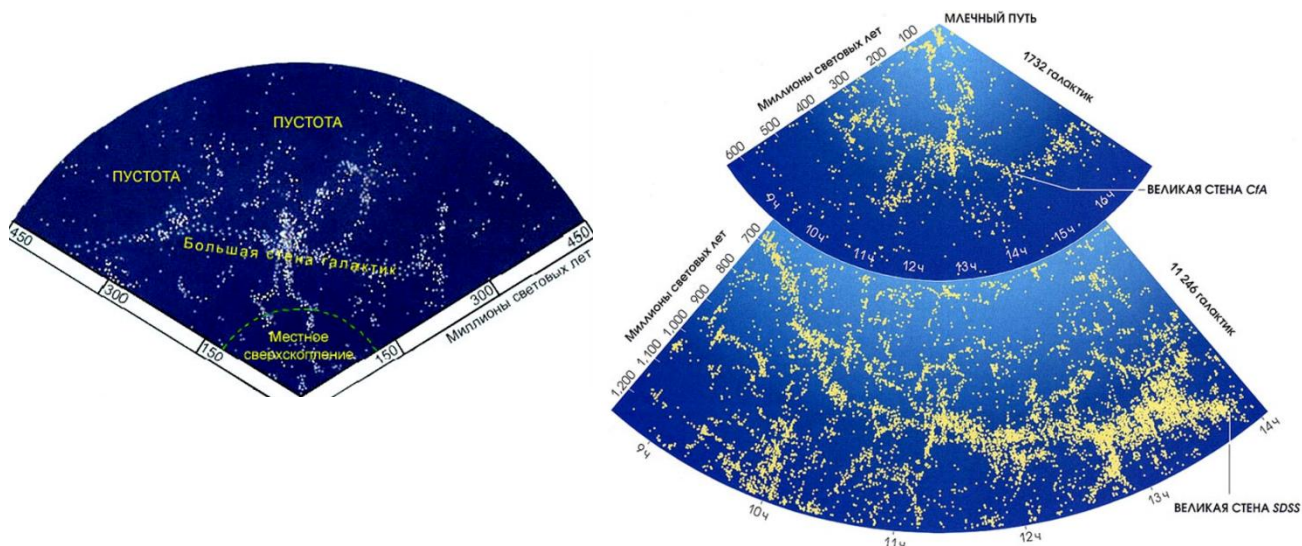 ПУСТОТА
ПУСТОТА
Большая стена галактик
450
450
300
300
Миллионы световых лет
150
150
Местное
сверхскопление
МЛЕЧНЫЙ ПУТЬ
Миллионы световых лет
100
200
300
400
500
600
1732 галактик
ВЕЛИКАЯ СТЕНА CfA
9ч
10ч
11ч
12ч
13ч
14ч
15ч
16ч
Миллионы световых лет
700
800
900
1,000
1,100
1,200
11 246 галактик
9ч
10ч
11ч
12ч
13ч
14ч
ВЕЛИКАЯ СТЕНА SDSS